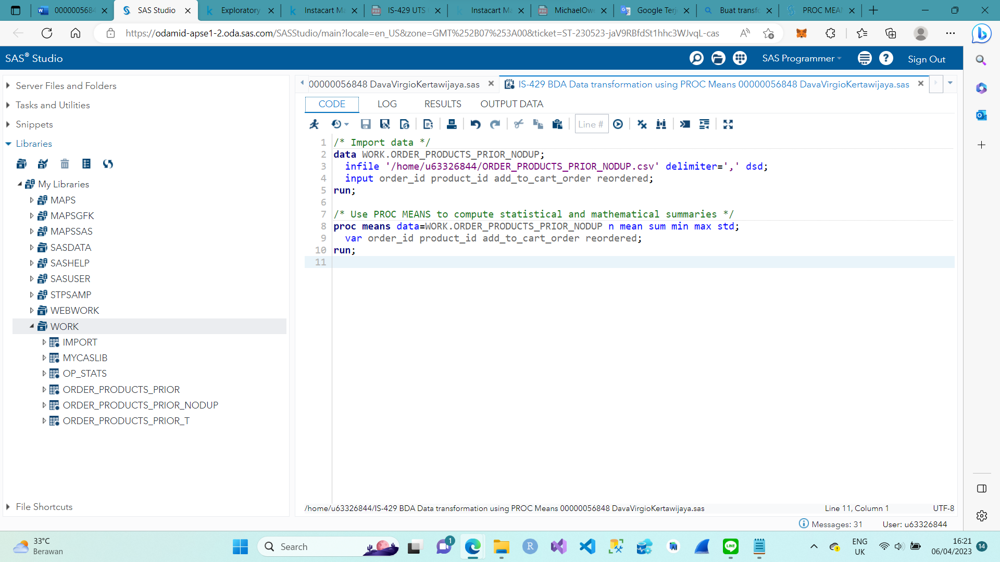 0000005684
SAS Studio
Exploratory
Instacart Ma
IS-429 UTS
Instacart Ma
MichaelOwe
Google Terj
Buat transfo
PROC MEA
https://odamid-apse1-2.oda.sas.com/SASStudio/main?locale=en_US&zone=GMT%252B07%253A00&ticket=ST-230523-jaV9RBfdSt1hhc3WJvqL-cas
SAS® Studio
SAS Programmer
Sign Out
Server Files and Folders
Tasks and Utilities
Snippets
Libraries
My Libraries
MAPS
MAPSGFK
MAPSSAS
SASDATA
SASHELP
SASUSER
STPSAMP
WEBWORK
WORK
IMPORT
MYCASLIB
OP_STATS
ORDER_PRODUCTS_PRIOR
ORDER_PRODUCTS_PRIOR_NODUP
ORDER_PRODUCTS_PRIOR_T
File Shortcuts
00000056848 DavaVirgioKertawijaya.sas
IS-429 BDA Data transformation using PROC Means 00000056848 DavaVirgioKertawijaya.sas
CODE LOG RESULTS OUTPUT DATA
Line #
1 /* Import data */
2 data WORK.ORDER_PRODUCTS_PRIOR_NODUP;
3 infile '/home/u63326844/ORDER_PRODUCTS_PRIOR_NODUP.csv' delimiter=',' dsd;
4 input order_id product_id add_to_cart_order reordered;
5 run;
6
7 /* Use PROC MEANS to compute statistical and mathematical summaries */
8 proc means data=WORK.ORDER_PRODUCTS_PRIOR_NODUP n mean sum min max std;
9 var order_id product_id add_to_cart_order reordered;
10 run;
11
/home/u63326844/IS-429 BDA Data transformation using PROC Means 00000056848 DavaVirgioKertawijaya.sas
Line 11, Column 1
UTF-8
Messages: 31
User: u63326844
33°C
Berawan
Search
1
ENG
UK
16:21
06/04/2023
14